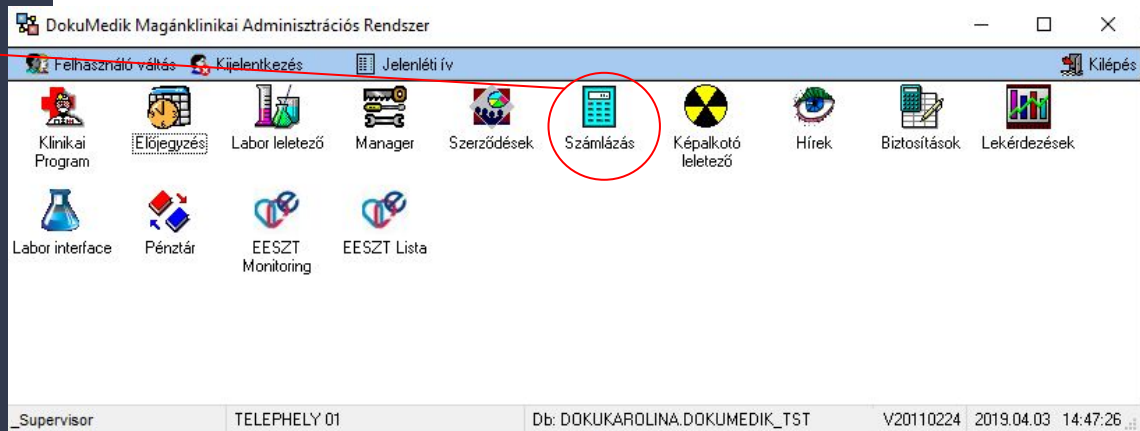 DokuMedik Magánklinikai Adminisztrációs Rendszer
Felhasználó váltás Kijelentkezés Jelenléti ív Kilépés
Klinikai Program
Előjegyzés
Labor leletező
Manager
Szerződések
Számlázás
Képalkotó leletező
Hírek
Biztosítások
Lekérdezések
Labor interface
Pénztár
EESZT Monitoring
EESZT Lista
_Supervisor TELEPHELY 01 Db: DOKUKAROLINA.DOKUMEDIK_TST V20110224 2019.04.03 14:47:26